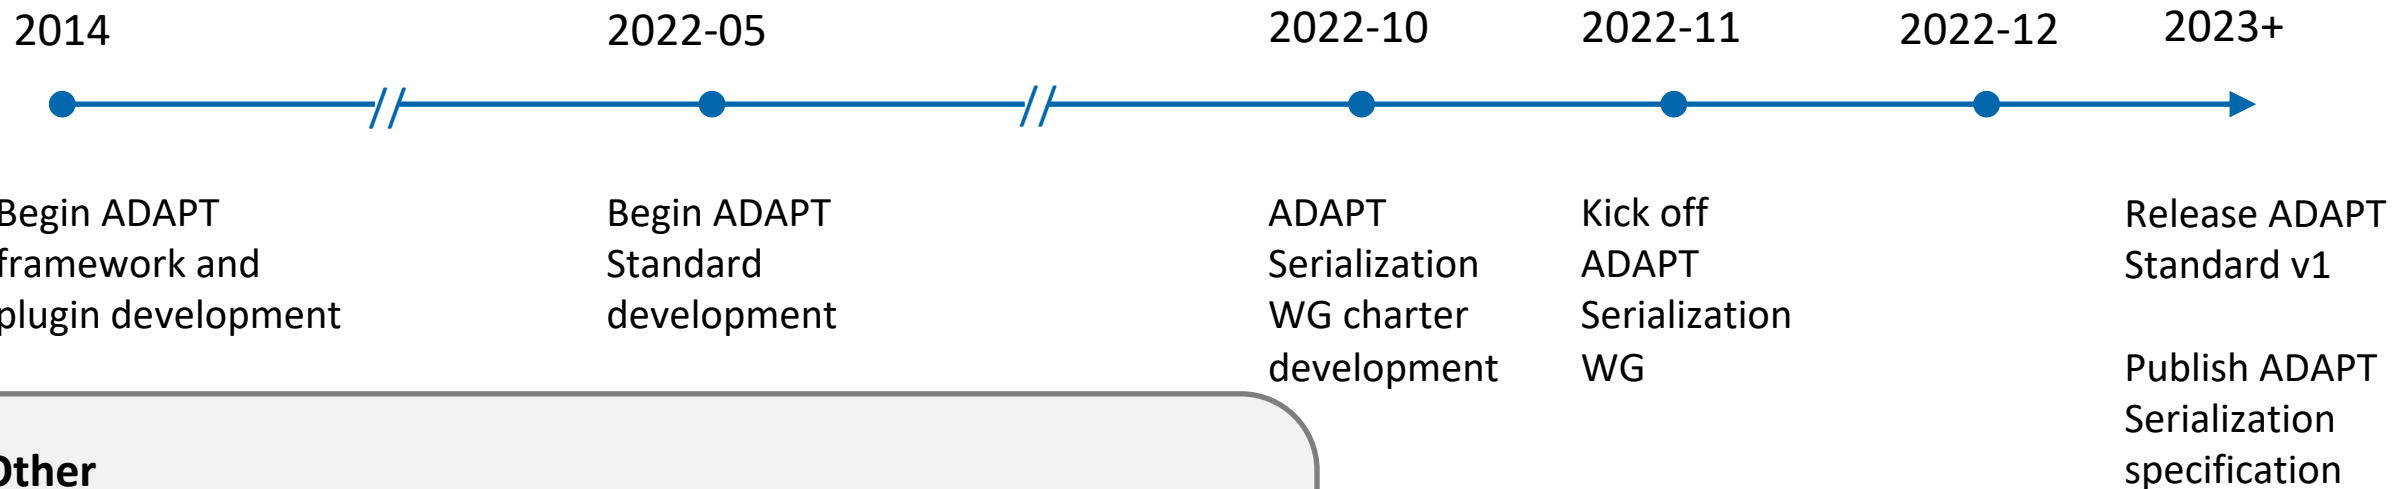 2014
2022-05
2022-10
2022-11
2022-12
2023+
Begin ADAPT
framework and
plugin development
Begin ADAPT
Standard
development
ADAPT
Serialization
WG charter
development
Kick off
ADAPT
Serialization
WG
Release ADAPT
Standard v1
Publish ADAPT
Serialization
specification
Other